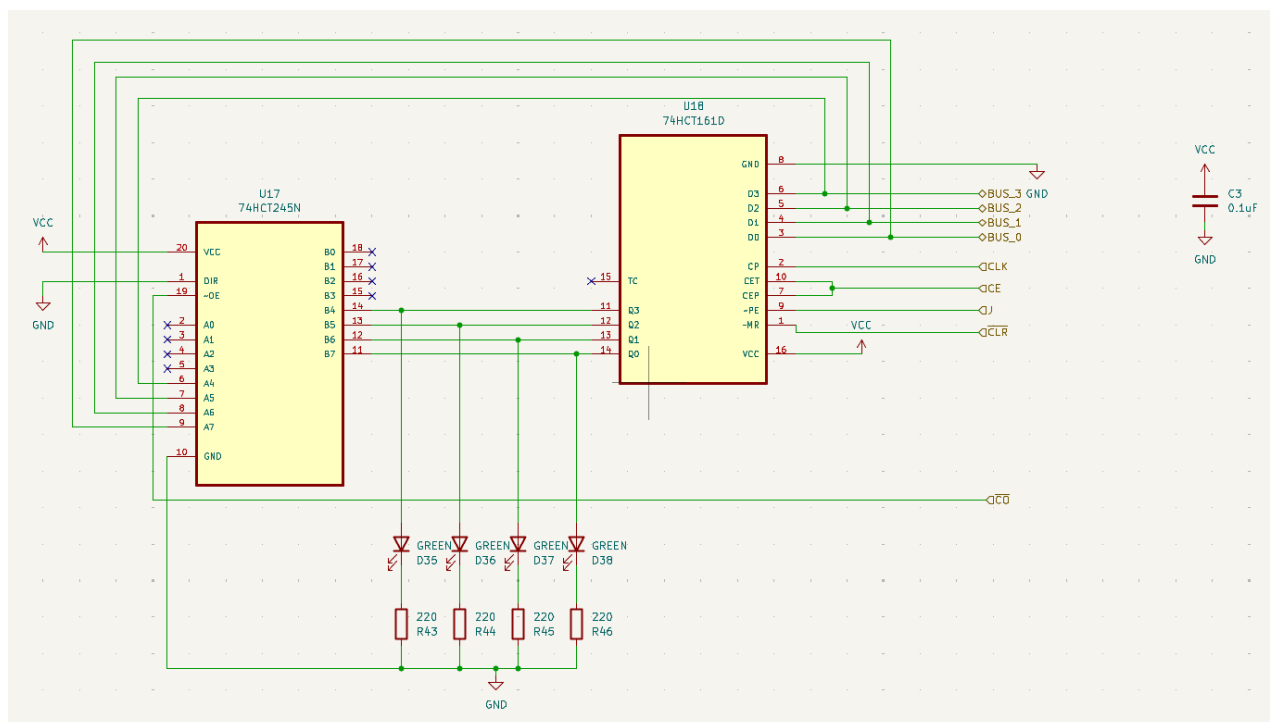 U18
74HCT161D
VCC
GND 8
GND
U17
74HCT245N
D3 6 BUS_3
D2 5 BUS_2
D1 4 BUS_1
D0 3 BUS_0
C3
0.1uF
VCC
20 VCC
B0 18
B1 17
1 DIR
B2 16
19 ~OE
B3 15
GND
GND
CP 2 CLK
15 TC
CET 10
CEP 7
CE
B4 14
11 Q3
~PE 9 J
2 A0
B5 13
12 Q2
~MR 1
CLR
VCC
3 A1
B6 12
13 Q1
4 A2
B7 11
14 Q0
VCC 16
5 A3
6 A4
7 A5
8 A6
9 A7
10 GND
CO
GREEN
D35
GREEN
D36
GREEN
D37
GREEN
D38
220
R43
220
R44
220
R45
220
R46
GND